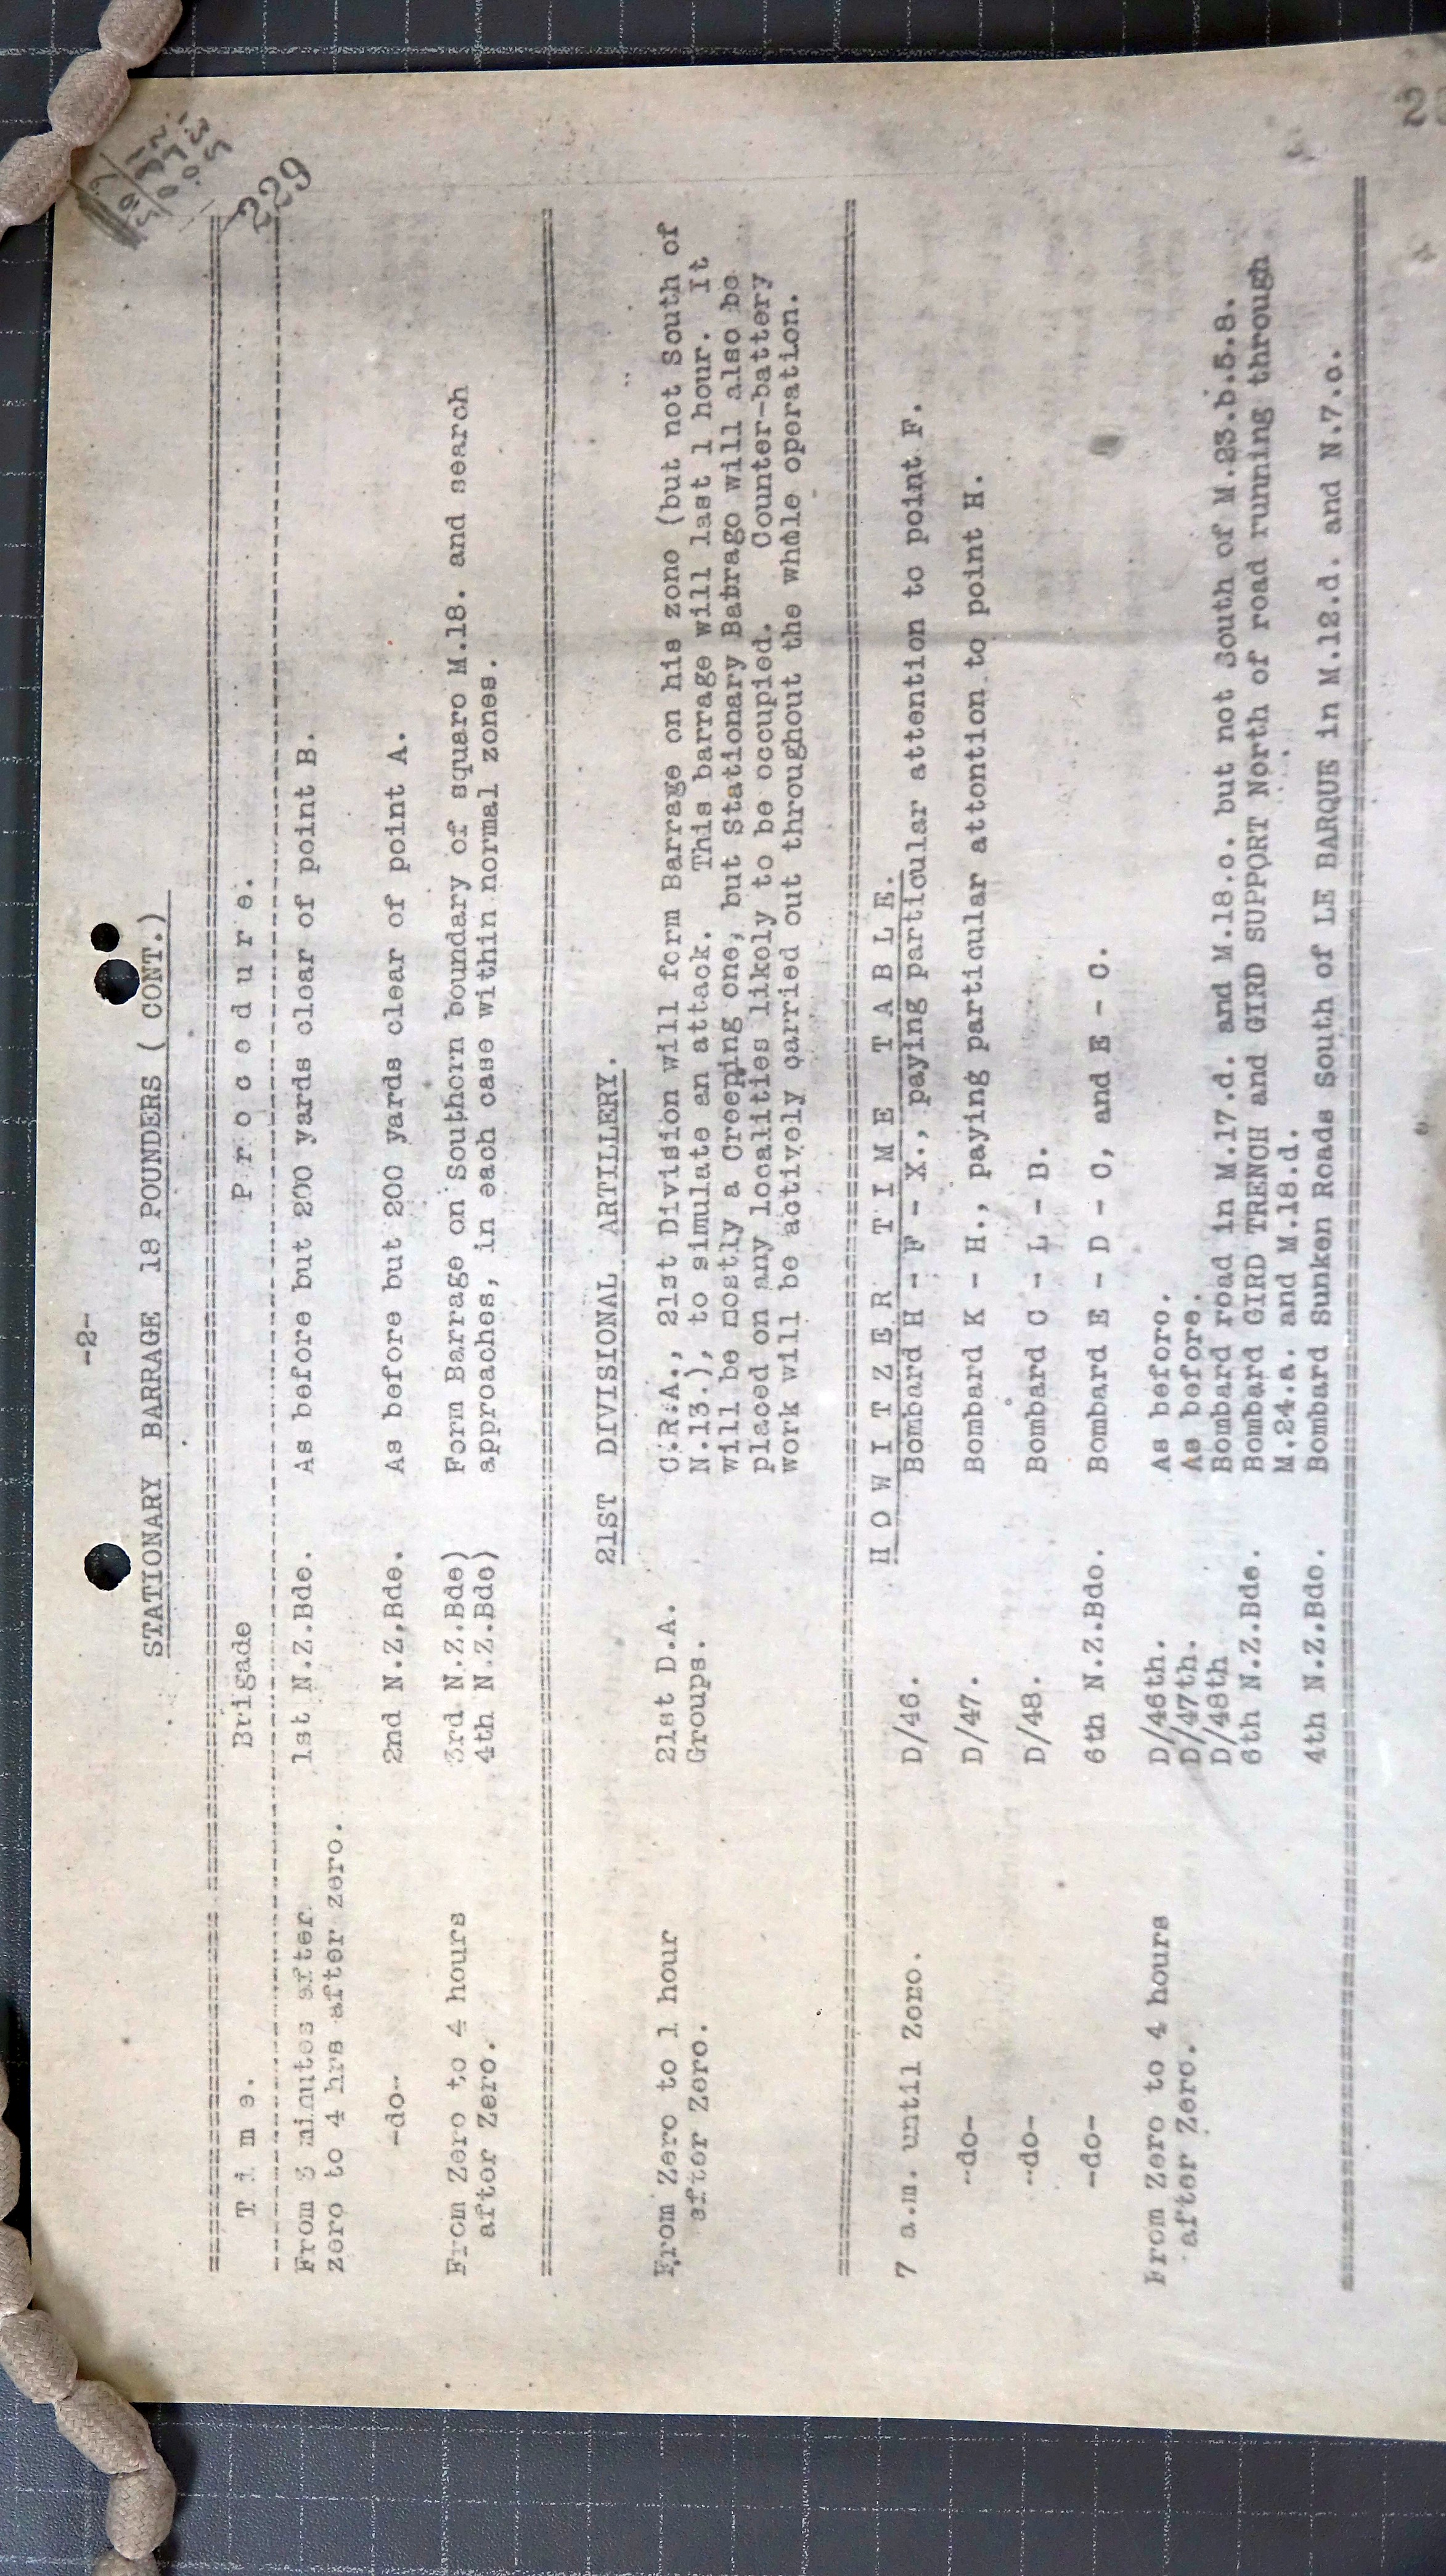 -2-
STATIONARY BARRAGE 18 POUNDERS ( CONT.)
229
T i m e. Brigade P r o c e d u r e.
From 3 minutes after 1st N.Z.Bde. As before but 200 yards clear of point B.
zero to 4 hrs after zero.
-do- 2nd N.Z.Bde. As before but 200 yards clear of point A.
From Zero to 4 hours 3rd N.Z.Bde) Form Barrage on Southern boundary of square M.18. and search
after Zero. 4th N.Z.Bde) approaches, in each case within normal zones.
21ST DIVISIONAL ARTILLERY.
From Zero to 1 hour 21st D.A. C.R.A., 21st Division will form Barrage on his zone (but not South of
after Zero. Groups. N.13.), to simulate an attack. This barrage will last 1 hour. It
will be mostly a Creeping one, but Stationary Babrage will also be
placed on any localities likely to be occupied. Counter-battery
work will be actively carried out throughout the whole operation.
H O W I T Z E R T I M E T A B L E.
7 a.m. until Zero. D/46. Bombard H - F - X., paying particular attention to point F.
-do- D/47. Bombard K - H., paying particular attention to point H.
-do- D/48. Bombard C - L - B.
-do- 6th N.Z.Bde. Bombard E - D - C, and E - C.
From Zero to 4 hours D/46th. As before.
after Zero. D/47th. As before.
D/48th Bombard road in M.17.d. and M.18.c. but not South of M.23.b.5.8.
6th N.Z.Bde. Bombard GIRD TRENCH and GIRD SUPPORT North of road running through
M.24.a. and M.18.d.
4th N.Z.Bde. Bombard Sunken Roads South of LE BARQUE in M.12.d. and N.7.c.